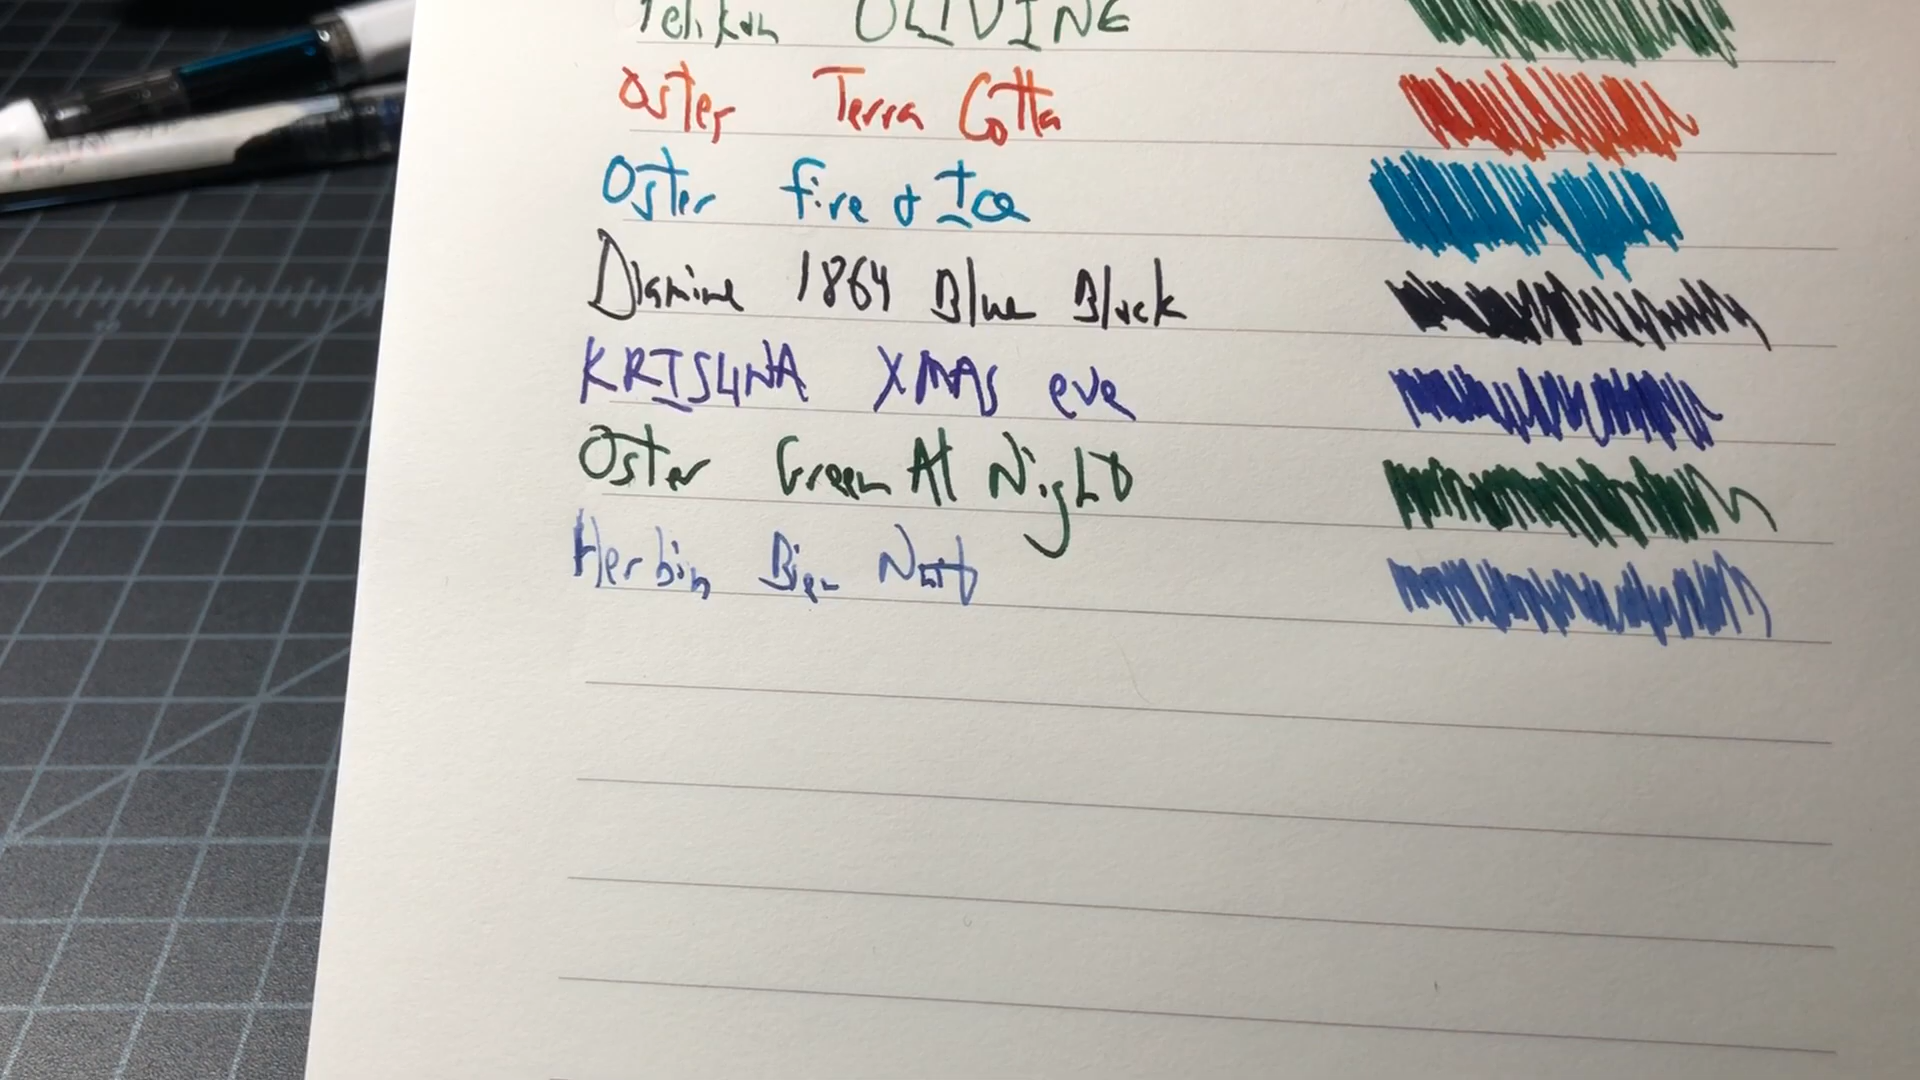 Pelikan OLIVINE
Oster Terra Cotta
Oster fire & Ice
Diamine 1864 Blue Black
KRISHNA XMAS eve
Oster Green At Night
Herbin Bleu Nuit